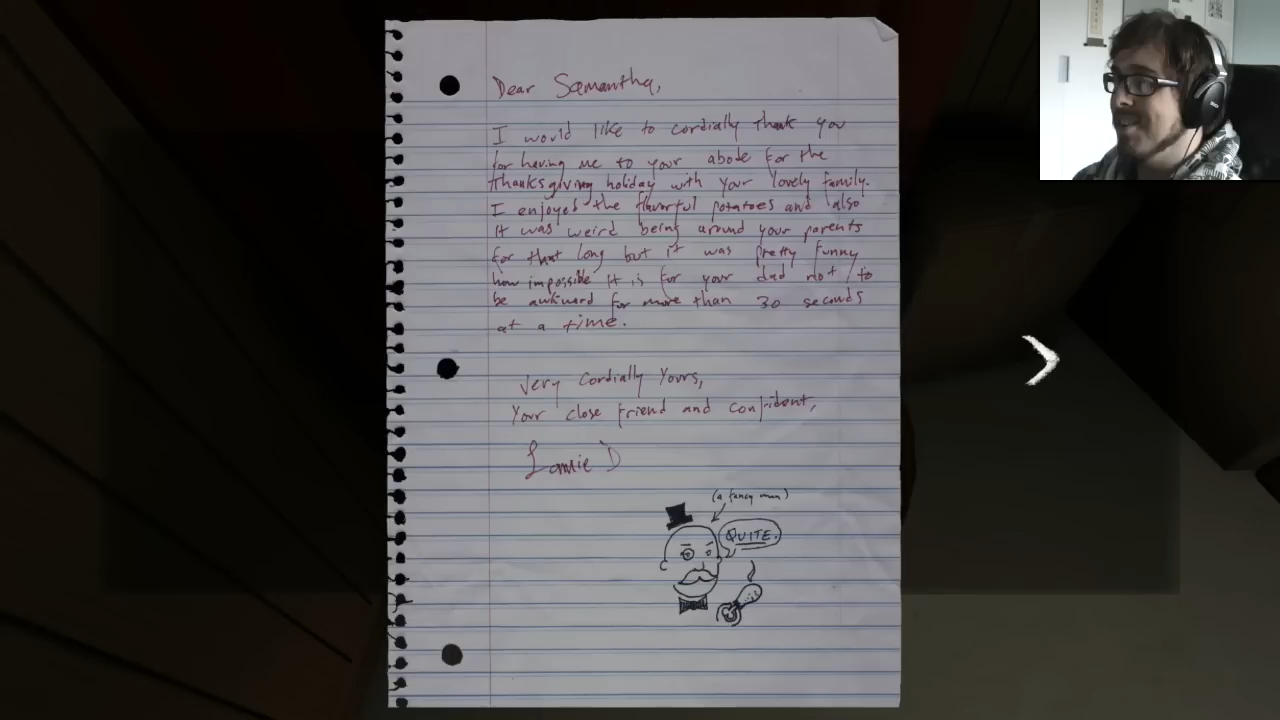 Dear Samantha,
I would like to cordially thank you
for having me to your abode for the
thanksgiving holiday with your lovely family.
I enjoyed the flavorful potatoes and also
it was weird being around your parents
for that long but it was pretty funny
how impossible it is for your dad not to
be awkward for more than 30 seconds
at a time.
Very Cordially Yours,
Your close friend and confident,
Lonnie D
(a fancy man)
QUITE.